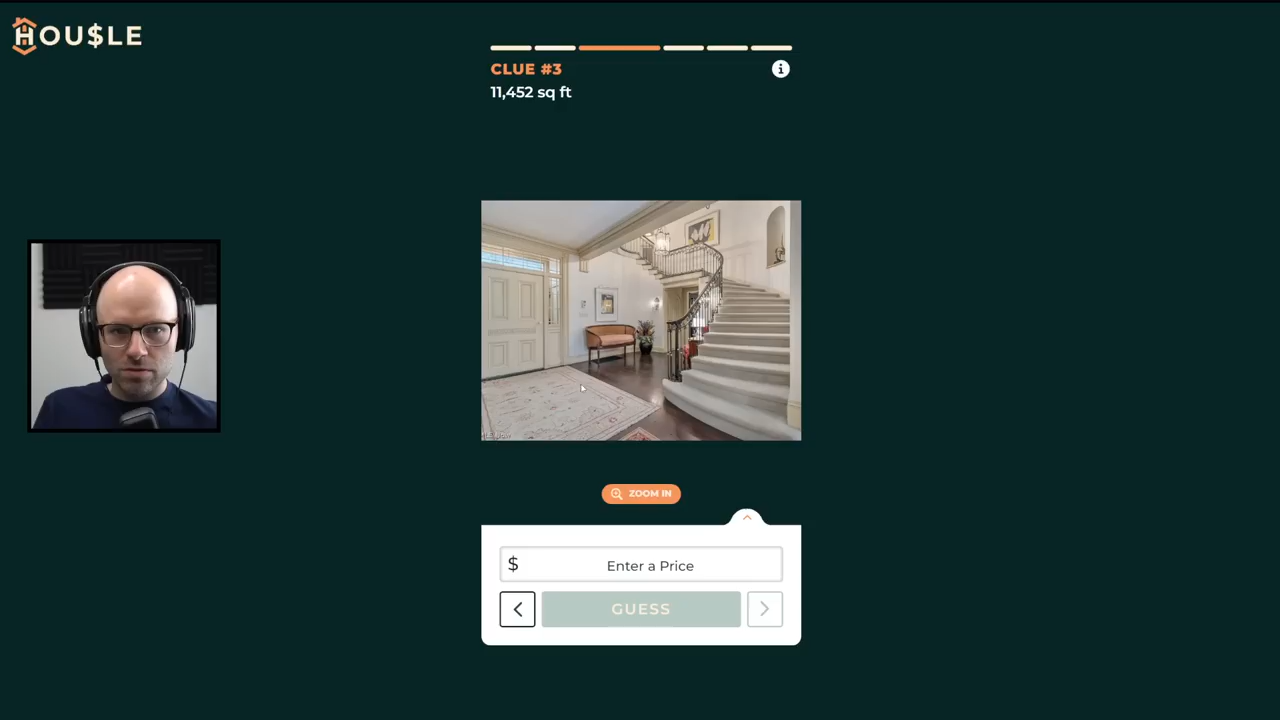 HOU$LE
CLUE #3
i
11,452 sq ft
ZOOM IN
$
Enter a Price
GUESS